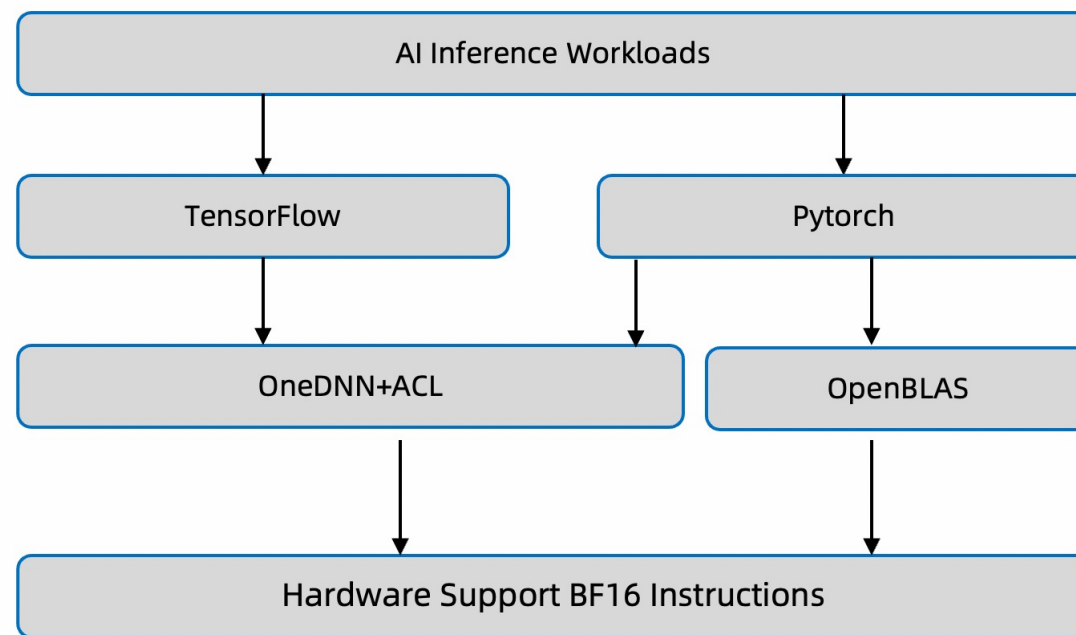 AI Inference Workloads
TensorFlow
Pytorch
OneDNN+ACL
OpenBLAS
Hardware Support BF16 Instructions